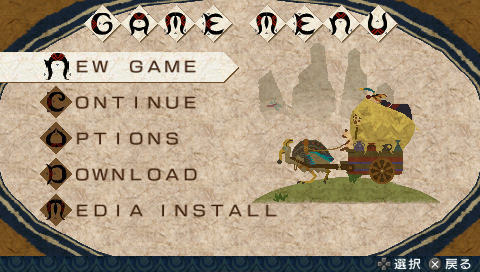 GAME MENU
NEW GAME
CONTINUE
OPTIONS
DOWNLOAD
MEDIA INSTALL
選択 × 戻る